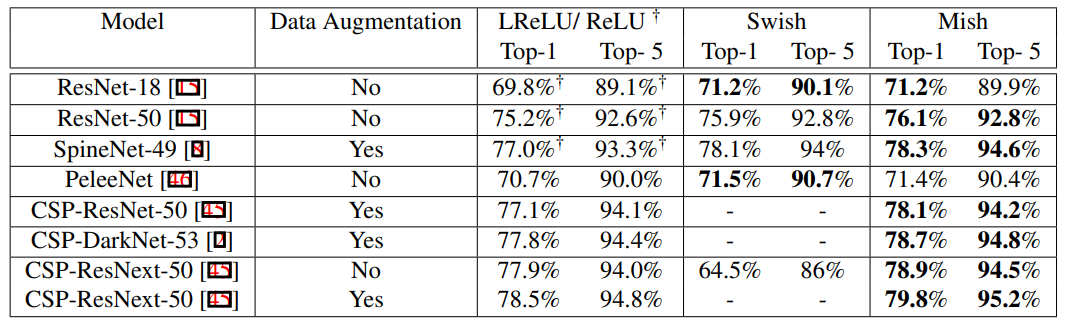 Model Data Augmentation LReLU/ ReLU † Swish Mish
Top-1 Top- 5 Top-1 Top- 5 Top-1 Top- 5
ResNet-18 [15] No 69.8%† 89.1%† 71.2% 90.1% 71.2% 89.9%
ResNet-50 [15] No 75.2%† 92.6%† 75.9% 92.8% 76.1% 92.8%
SpineNet-49 [8] Yes 77.0%† 93.3%† 78.1% 94% 78.3% 94.6%
PeleeNet [46] No 70.7% 90.0% 71.5% 90.7% 71.4% 90.4%
CSP-ResNet-50 [45] Yes 77.1% 94.1% - - 78.1% 94.2%
CSP-DarkNet-53 [2] Yes 77.8% 94.4% - - 78.7% 94.8%
CSP-ResNext-50 [45] No 77.9% 94.0% 64.5% 86% 78.9% 94.5%
CSP-ResNext-50 [45] Yes 78.5% 94.8% - - 79.8% 95.2%